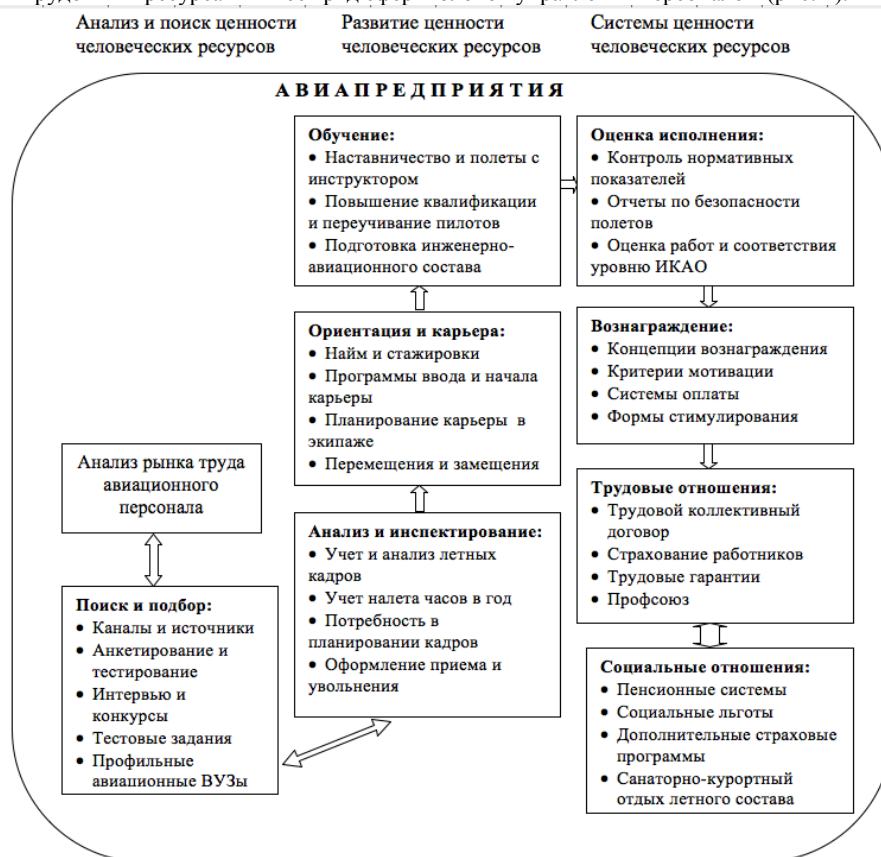 Анализ и поиск ценности
человеческих ресурсов
Развитие ценности
человеческих ресурсов
Системы ценности
человеческих ресурсов
АВИАПРЕДПРИЯТИЯ
Анализ рынка труда
авиационного
персонала
Поиск и подбор:
• Каналы и источники
• Анкетирование и
тестирование
• Интервью и
конкурсы
• Тестовые задания
• Профильные
авиационные ВУЗы
Обучение:
• Наставничество и полеты с
инструктором
• Повышение квалификации
и переучивание пилотов
• Подготовка инженерно-
авиационного состава
Ориентация и карьера:
• Найм и стажировки
• Программы ввода и начала
карьеры
• Планирование карьеры в
экипаже
• Перемещения и замещения
Анализ и инспектирование:
• Учет и анализ летных
кадров
• Учет налета часов в год
• Потребность в
планировании кадров
• Оформление приема и
увольнения
Оценка исполнения:
• Контроль нормативных
показателей
• Отчеты по безопасности
полетов
• Оценка работ и соответствия
уровню ИКАО
Вознаграждение:
• Концепции вознаграждения
• Критерии мотивации
• Системы оплаты
• Формы стимулирования
Трудовые отношения:
• Трудовой коллективный
договор
• Страхование работников
• Трудовые гарантии
• Профсоюз
Социальные отношения:
• Пенсионные системы
• Социальные льготы
• Дополнительные страховые
программы
• Санаторно-курортный
отдых летного состава